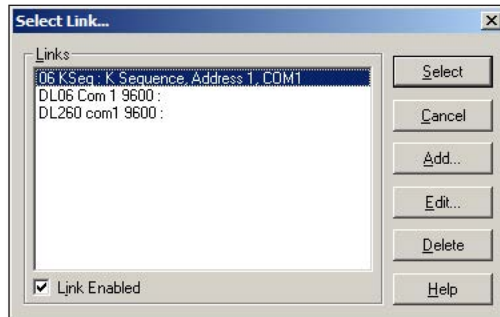 Select Link...
Links
06 KSeq : K Sequence, Address 1, COM1
DL06 Com 1 9600 :
DL260 com1 9600 :
Link Enabled
Select
Cancel
Add...
Edit...
Delete
Help